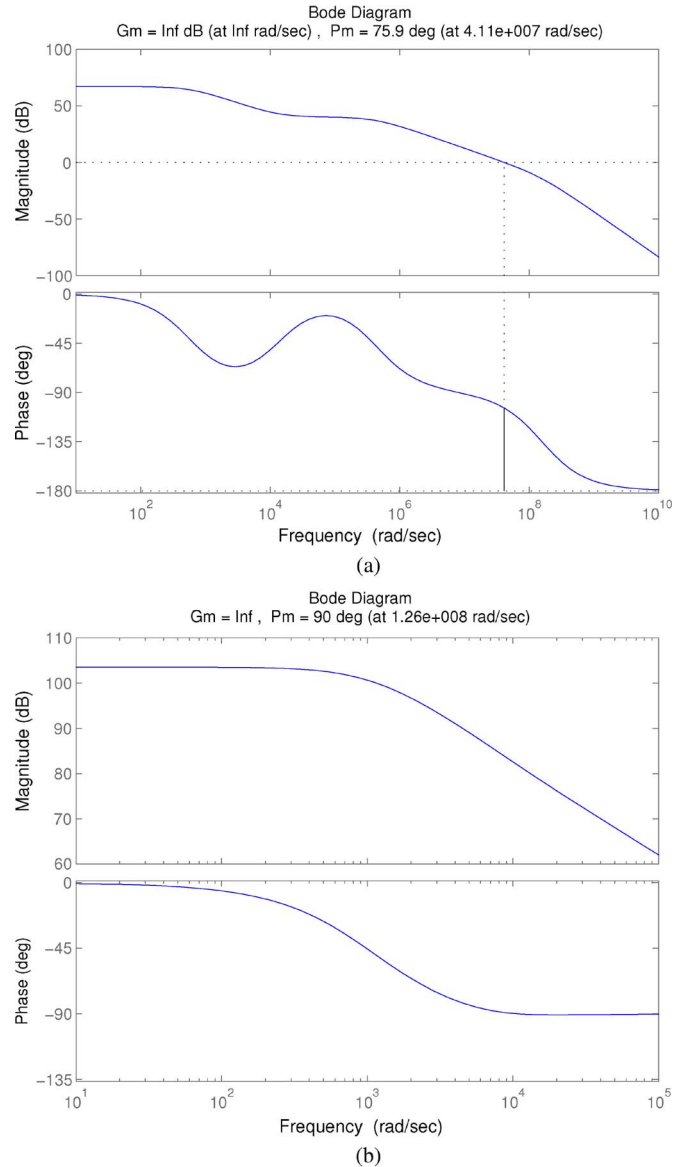 Bode Diagram
Gm = Inf dB (at Inf rad/sec) , Pm = 75.9 deg (at 4.11e+007 rad/sec)
100
50
0
−50
−100
Magnitude (dB)
0
−45
−90
−135
−180
Phase (deg)
10^2
10^4
10^6
10^8
10^10
Frequency (rad/sec)
(a)
Bode Diagram
Gm = Inf , Pm = 90 deg (at 1.26e+008 rad/sec)
110
100
90
80
70
60
Magnitude (dB)
0
−45
−90
−135
Phase (deg)
10^1
10^2
10^3
10^4
10^5
Frequency (rad/sec)
(b)